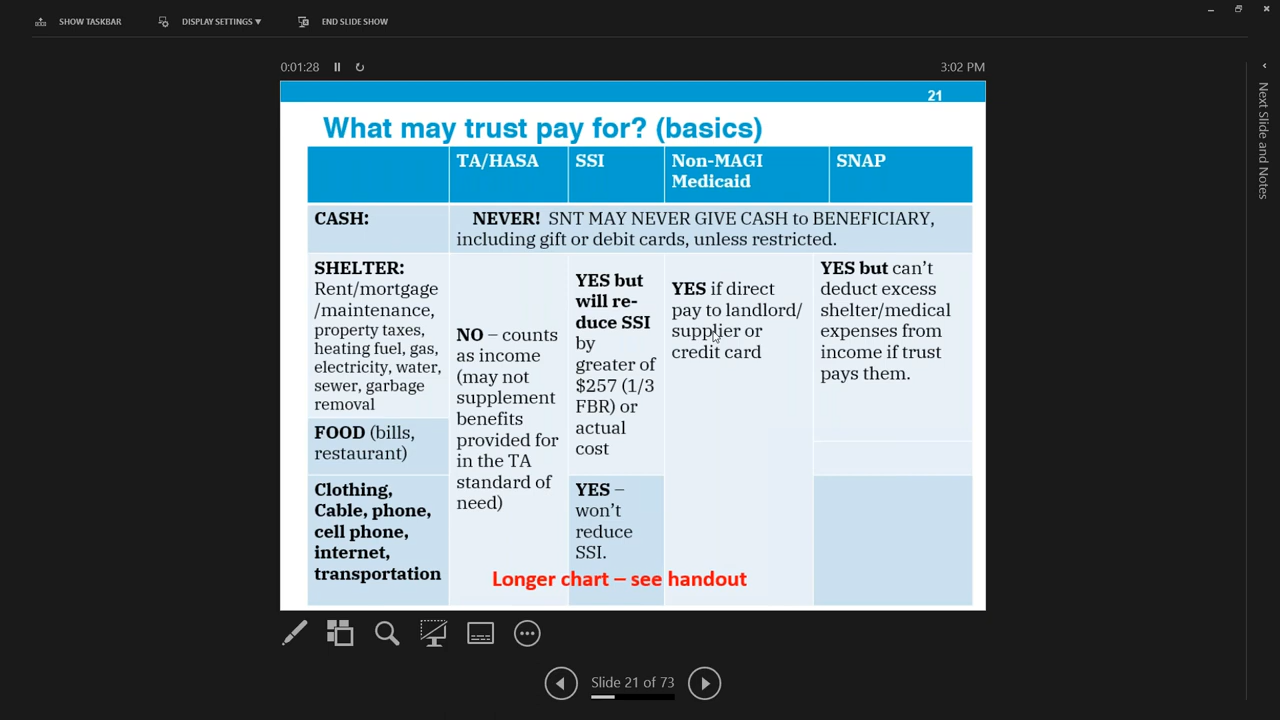 SHOW TASKBAR
DISPLAY SETTINGS ▼
END SLIDE SHOW
0:01:28
3:02 PM
Next Slide and Notes
21
What may trust pay for? (basics)
TA/HASA
SSI
Non-MAGI
Medicaid
SNAP
CASH:
NEVER! SNT MAY NEVER GIVE CASH to BENEFICIARY,
including gift or debit cards, unless restricted.
SHELTER:
Rent/mortgage
/maintenance,
property taxes,
heating fuel, gas,
electricity, water,
sewer, garbage
removal
NO – counts
as income
(may not
supplement
benefits
provided for
in the TA
standard of
need)
YES but
will re-
duce SSI
by
greater of
$257 (1/3
FBR) or
actual
cost
YES if direct
pay to landlord/
supplier or
credit card
YES but can't
deduct excess
shelter/medical
expenses from
income if trust
pays them.
FOOD (bills,
restaurant)
Clothing,
Cable, phone,
cell phone,
internet,
transportation
YES –
won't
reduce
SSI.
Longer chart – see handout
Slide 21 of 73